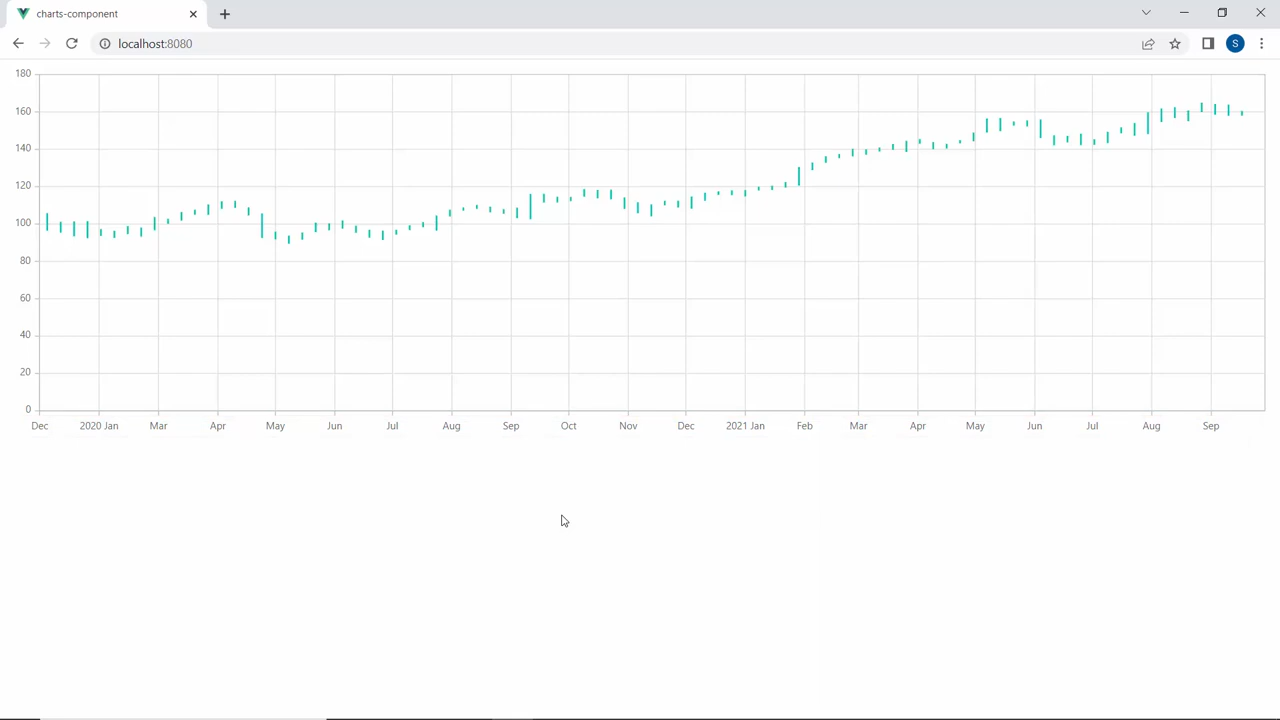 charts-component
localhost:8080
S
180
160
140
120
100
80
60
40
20
0
Dec 2020 Jan Mar Apr May Jun Jul Aug Sep Oct Nov Dec 2021 Jan Feb Mar Apr May Jun Jul Aug Sep